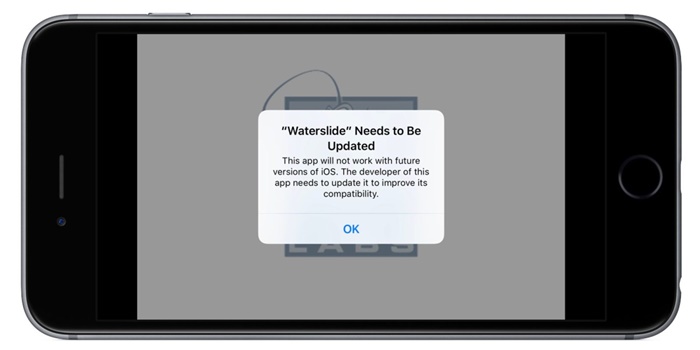 "Waterslide" Needs to Be
Updated
This app will not work with future
versions of iOS. The developer of this
app needs to update it to improve its
compatibility.
OK
LABS